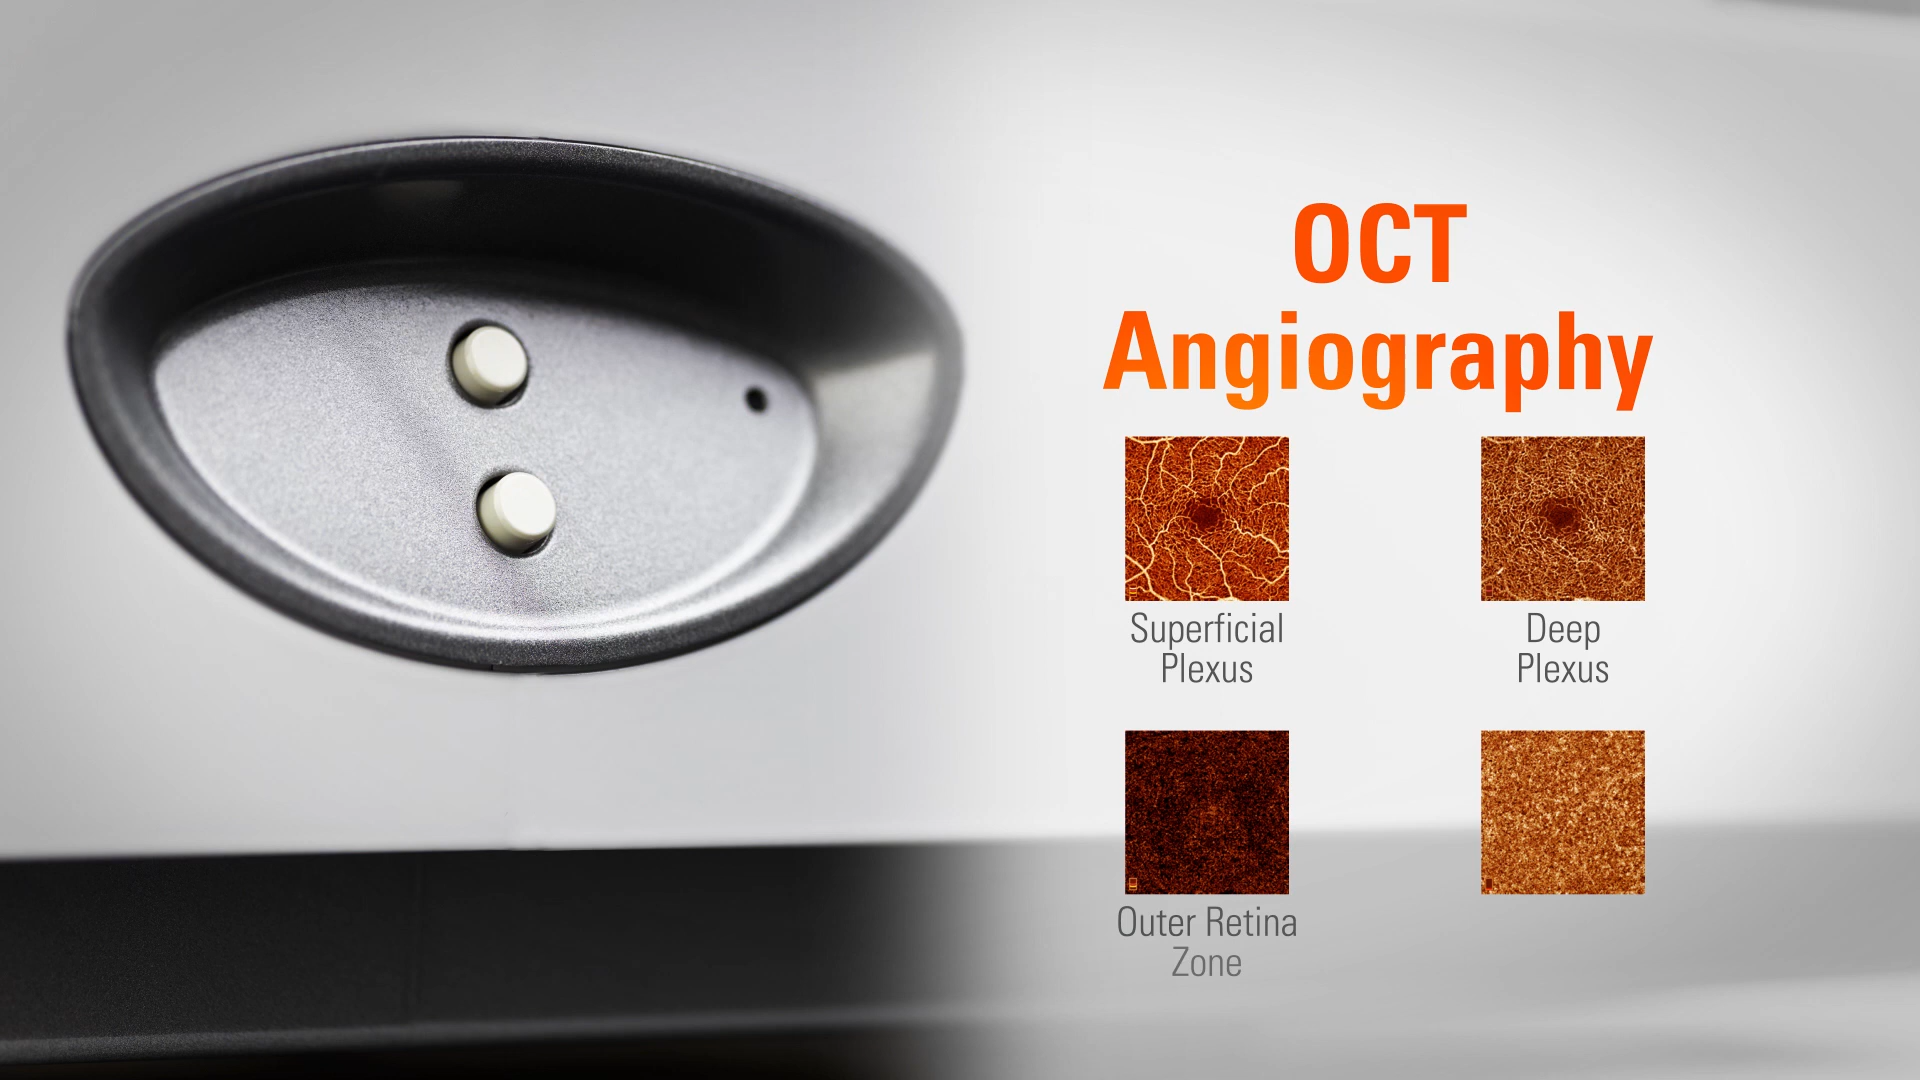 OCT
Angiography
Superficial
Plexus
Deep
Plexus
Outer Retina
Zone